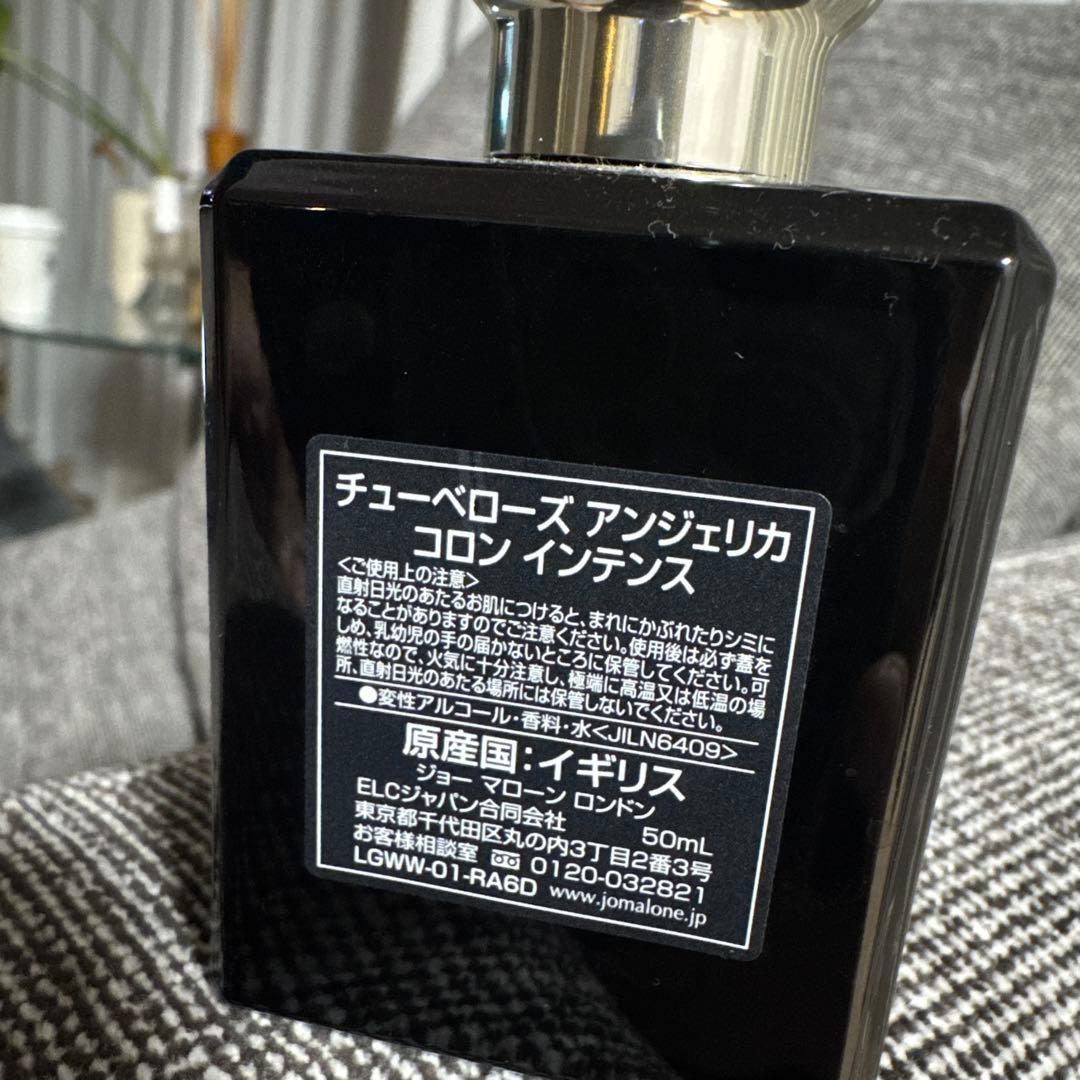 チューベローズ アンジェリカ
コロン インテンス
<ご使用上の注意>
直射日光のあたるお肌につけると、まれにかぶれたりシミに
なることがありますのでご注意ください。使用後は必ず蓋を
しめ、乳幼児の手の届かないところに保管してください。可
燃性なので、火気に十分注意し、極端に高温又は低温の場
所、直射日光のあたる場所には保管しないでください。
●変性アルコール・香料・水<JILN6409>
原産国:イギリス
ジョー マローン ロンドン
ELCジャパン合同会社 50mL
東京都千代田区丸の内3丁目2番3号
お客様相談室 0120-032821
LGWW-01-RA6D www.jomalone.jp